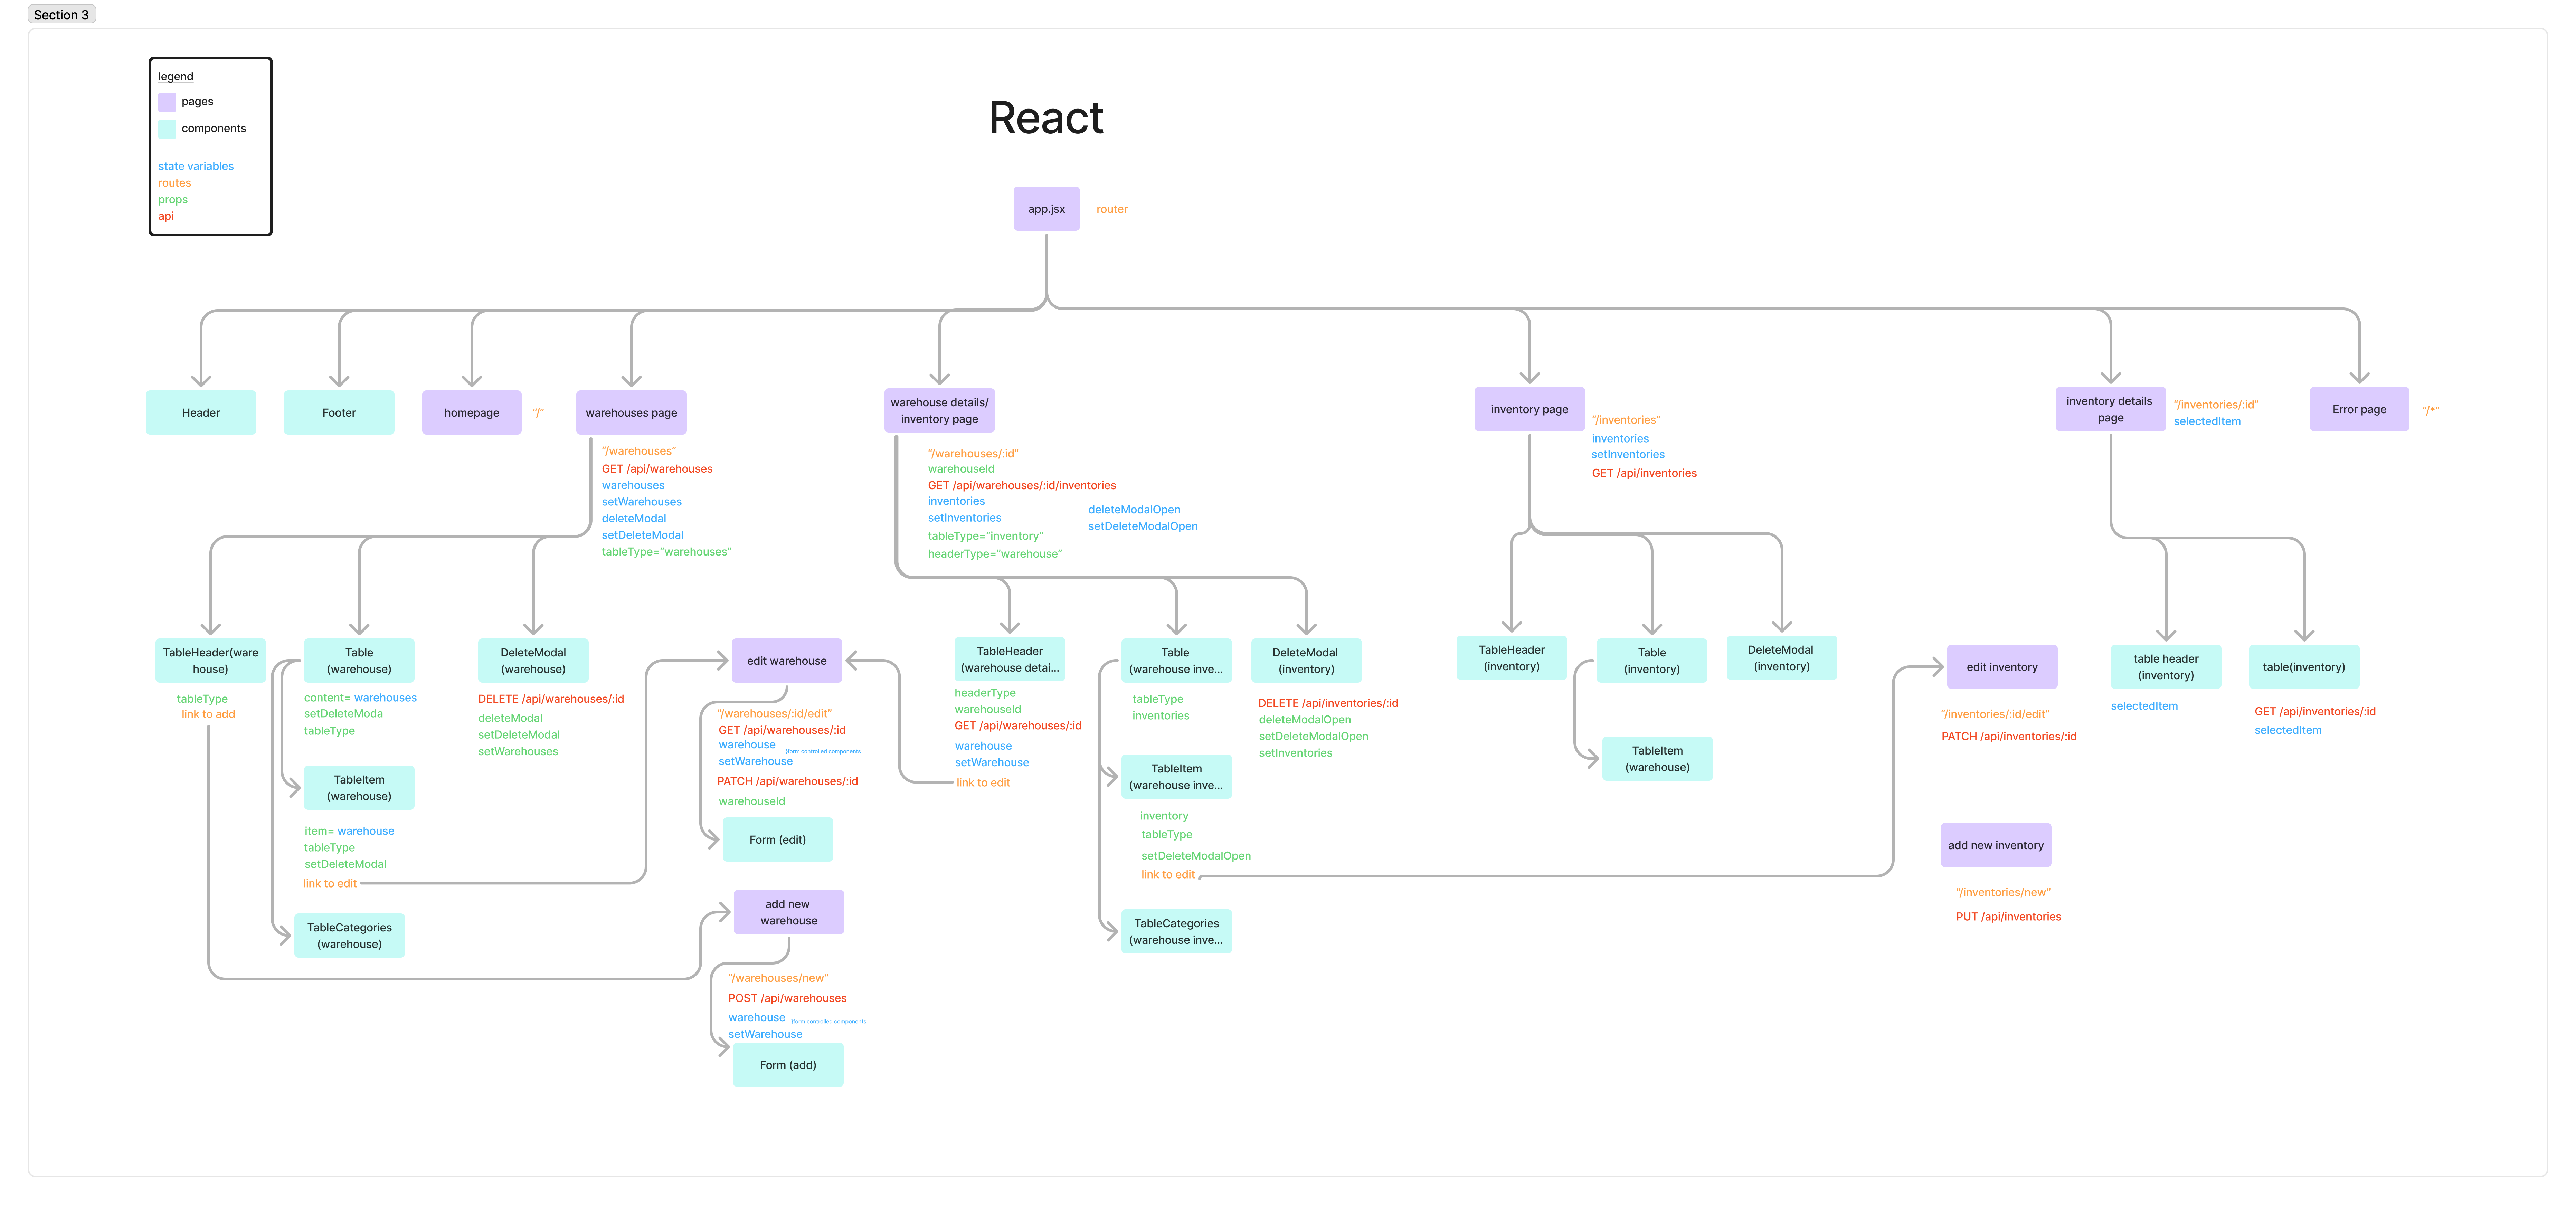 Section 3
legend
pages
components
state variables
routes
props
api
React
app.jsx
router
Header
Footer
homepage
“/”
warehouses page
“/warehouses”
GET /api/warehouses
warehouses
setWarehouses
deleteModal
setDeleteModal
tableType=“warehouses”
warehouse details/
inventory page
“/warehouses/:id”
warehouseId
GET /api/warehouses/:id/inventories
inventories
setInventories
deleteModalOpen
setDeleteModalOpen
tableType=“inventory”
headerType=“warehouse”
inventory page
“/inventories”
inventories
setInventories
GET /api/inventories
inventory details
page
“/inventories/:id”
selectedItem
Error page
“/*”
TableHeader(ware
house)
tableType
link to add
Table
(warehouse)
content= warehouses
setDeleteModa
tableType
TableItem
(warehouse)
item= warehouse
tableType
setDeleteModal
link to edit
TableCategories
(warehouse)
DeleteModal
(warehouse)
DELETE /api/warehouses/:id
deleteModal
setDeleteModal
setWarehouses
edit warehouse
“/warehouses/:id/edit”
GET /api/warehouses/:id
warehouse
}form controlled components
setWarehouse
PATCH /api/warehouses/:id
warehouseId
Form (edit)
add new
warehouse
“/warehouses/new”
POST /api/warehouses
warehouse
}form controlled components
setWarehouse
Form (add)
TableHeader
(warehouse detai...
headerType
warehouseId
GET /api/warehouses/:id
warehouse
setWarehouse
link to edit
Table
(warehouse inve...
tableType
inventories
TableItem
(warehouse inve...
inventory
tableType
setDeleteModalOpen
link to edit
TableCategories
(warehouse inve...
DeleteModal
(inventory)
DELETE /api/inventories/:id
deleteModalOpen
setDeleteModalOpen
setInventories
TableHeader
(inventory)
Table
(inventory)
TableItem
(warehouse)
DeleteModal
(inventory)
edit inventory
“/inventories/:id/edit”
PATCH /api/inventories/:id
add new inventory
“/inventories/new”
PUT /api/inventories
table header
(inventory)
selectedItem
table(inventory)
GET /api/inventories/:id
selectedItem